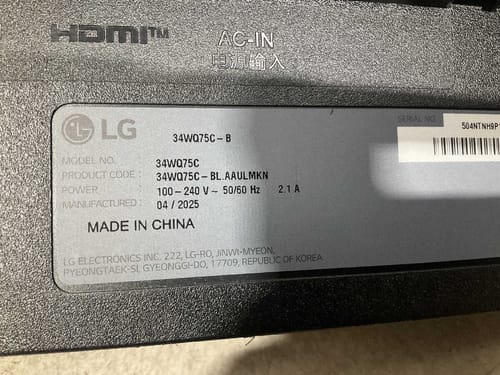 HDMI™
AC-IN
电源输入
LG
SERIAL NO.
504NTNH9P
34WQ75C-B
MODEL NO. : 34WQ75C
PRODUCT CODE : 34WQ75C-BL.AAULMKN
POWER : 100-240 V ~ 50/60 Hz 2.1 A
MANUFACTURED : 04 / 2025
MADE IN CHINA
LG ELECTRONICS INC. 222, LG-RO, JINWI-MYEON,
PYEONGTAEK-SI, GYEONGGI-DO, 17709, REPUBLIC OF KOREA